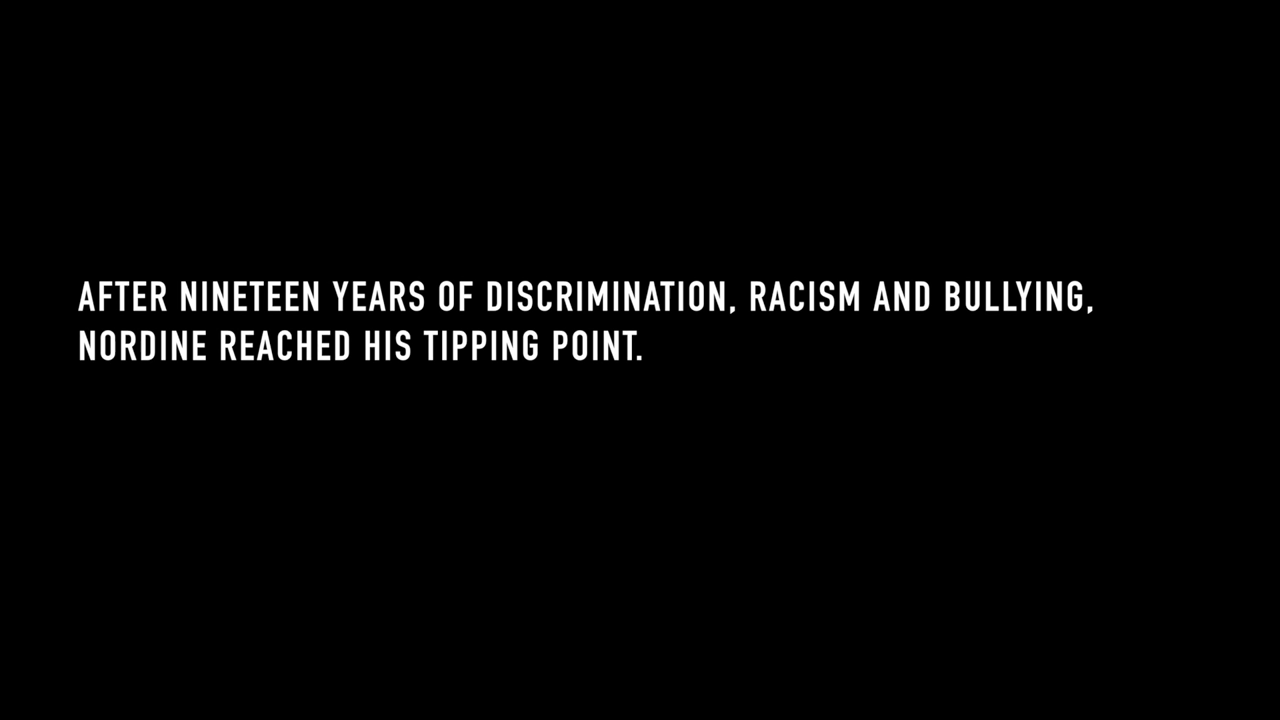 AFTER NINETEEN YEARS OF DISCRIMINATION, RACISM AND BULLYING,
NORDINE REACHED HIS TIPPING POINT.